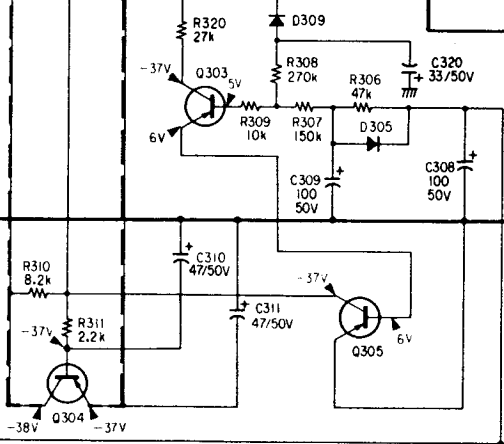 R320
27k
D309
R308
270k
C320
+ 33/50V
-37V
Q303
5V
R306
47k
R309
10k
R307
150k
D305
6V
+
C309
100
50V
+
C308
100
50V
+
C310
47/50V
R310
8.2k
-37V
+
C311
47/50V
R311
2.2k
-37V
Q305
6V
Q304
-38V
-37V